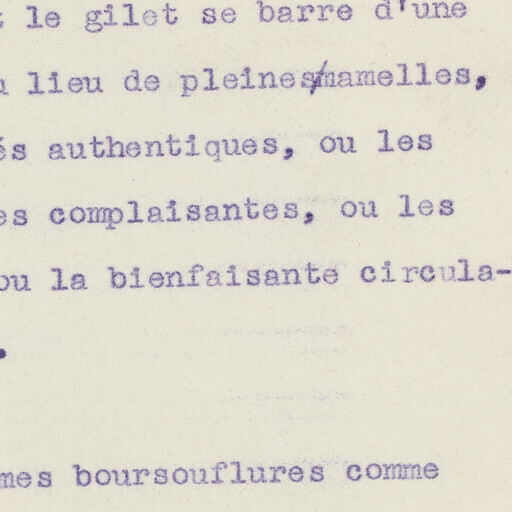 le gilet se barre d'une
lieu de pleines/mamelles,
és authentiques, ou les
es complaisantes, ou les
ou la bienfaisante circula-
.
mes boursouflures comme